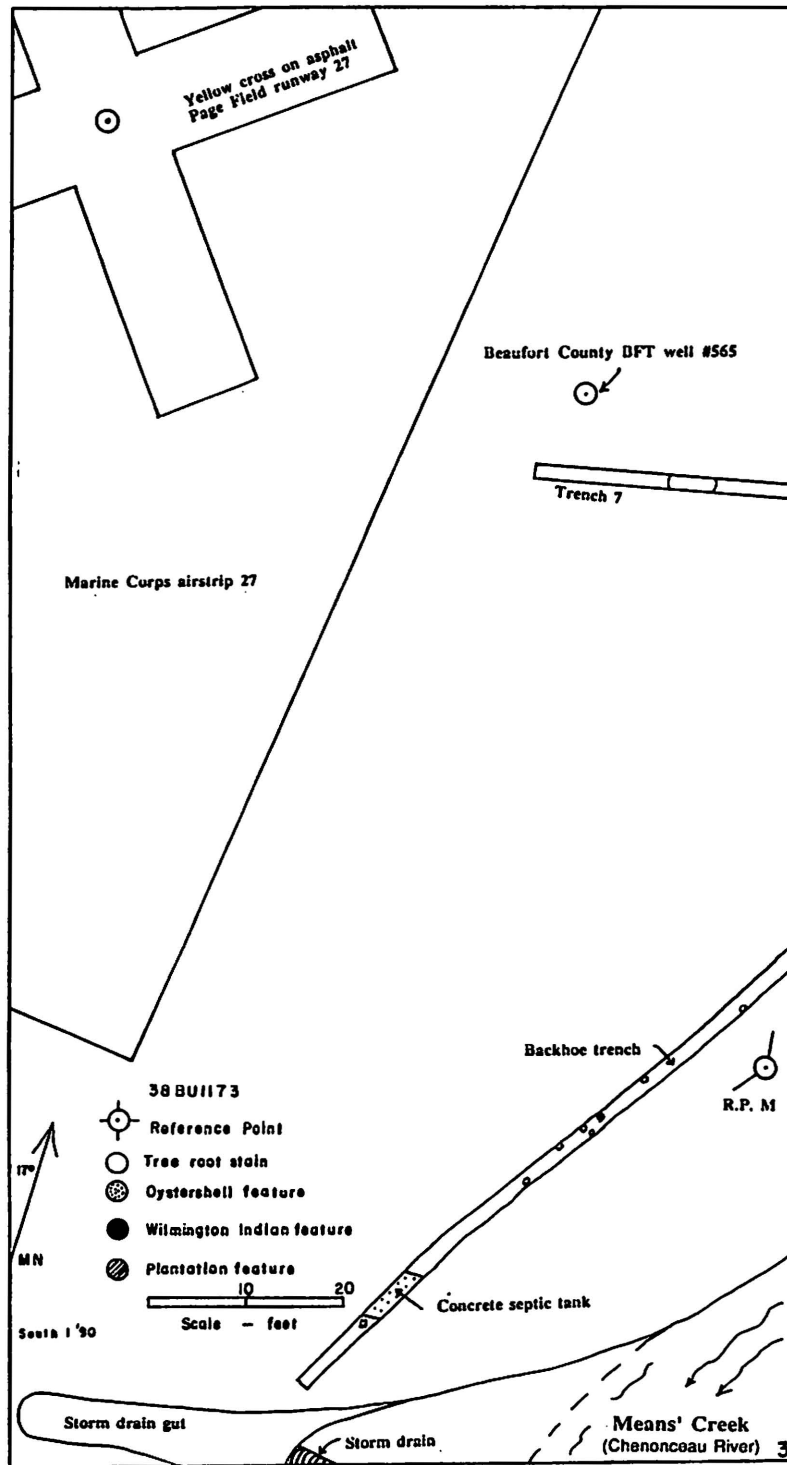 Yellow cross on asphalt
Page Field runway 27
Beaufort County BFT well #565
Trench 7
Marine Corps airstrip 27
Backhoe trench
R.P. M
38BU1173
Reference Point
Tree root stain
17°
Oystershell feature
Wilmington Indian feature
MN
Plantation feature
10 20
Scale – feet
Concrete septic tank
South 1 '90
Storm drain gut
Storm drain
Means' Creek
(Chenonceau River) 3